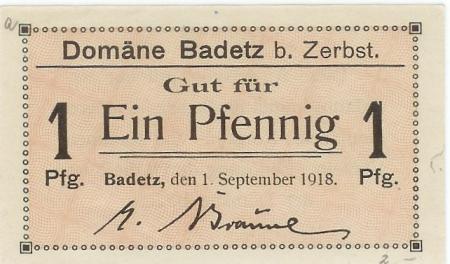 Domäne Badetz b. Zerbst.
Gut für
1 Ein Pfennig 1
Pfg. Badetz, den 1. September 1918. Pfg.